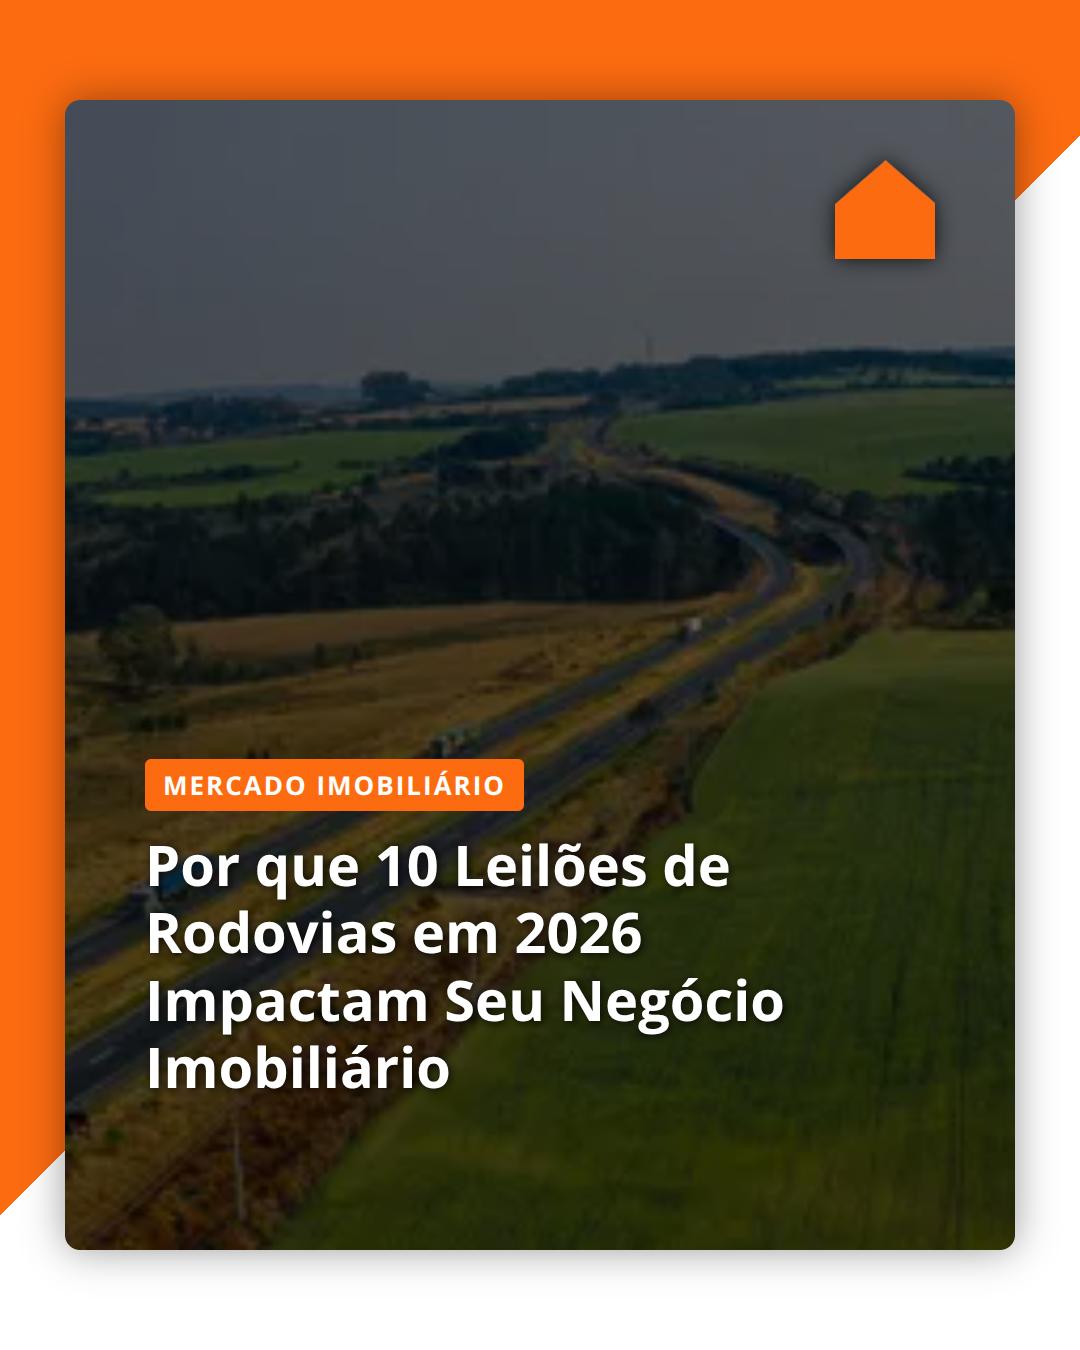 MERCADO IMOBILIÁRIO
Por que 10 Leilões de
Rodovias em 2026
Impactam Seu Negócio
Imobiliário